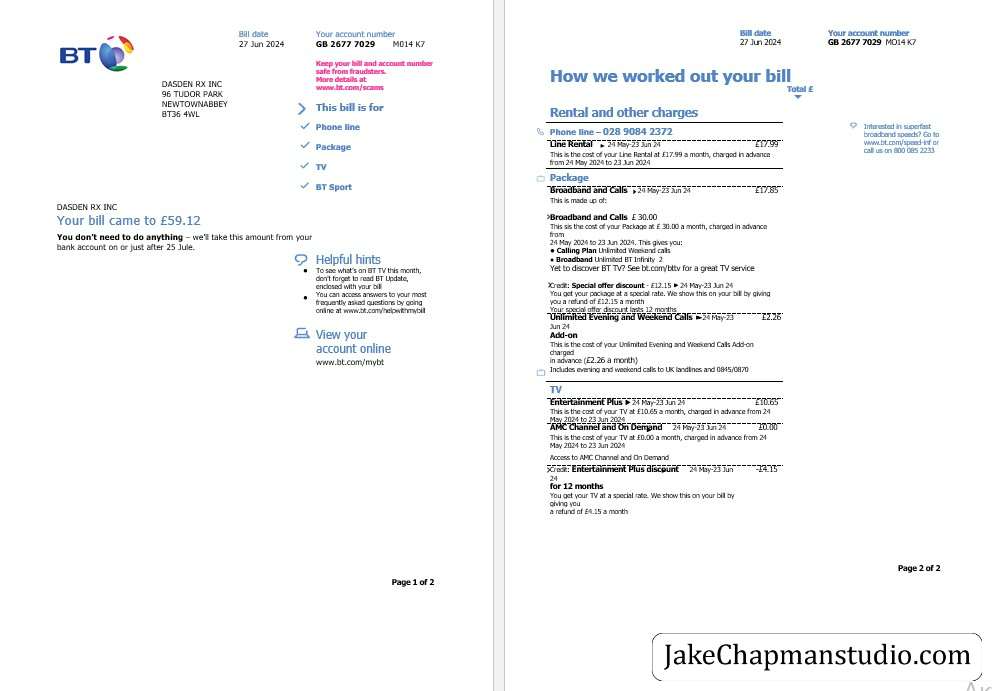 BT
Bill date
27 Jun 2024
Your account number
GB 2677 7029 M014 K7
Keep your bill and account number
safe from fraudsters.
More details at
www.bt.com/scams
DASDEN RX INC
96 TUDOR PARK
NEWTOWNABBEY
BT36 4WL
This bill is for
Phone line
Package
TV
BT Sport
DASDEN RX INC
Your bill came to £59.12
You don't need to do anything – we'll take this amount from your
bank account on or just after 25 Jule.
Helpful hints
To see what's on BT TV this month,
don't forget to read BT Update,
enclosed with your bill
You can access answers to your most
frequently asked questions by going
online at www.bt.com/helpwithmybill
View your
account online
www.bt.com/mybt
Page 1 of 2
Bill date
27 Jun 2024
Your account number
GB 2677 7029 MO14 K7
How we worked out your bill
Total £
Rental and other charges
Phone line – 028 9084 2372
Line Rental 24 May-23 Jun 24 £17.99
This is the cost of your Line Rental at £17.99 a month, charged in advance
from 24 May 2024 to 23 Jun 2024
Interested in superfast
broadband speeds? Go to
www.bt.com/speed-inf or
call us on 800 085 2233
Package
Broadband and Calls 24 May-23 Jun 24 £17.85
This is made up of:
Broadband and Calls £ 30.00
This sis the cost of your Package at £ 30.00 a month, charged in advance
from
24 May 2024 to 23 Jun 2024. This gives you:
● Calling Plan Unlimited Weekend calls
● Broadband Unlimited BT Infinity 2
Yet to discover BT TV? See bt.com/bttv for a great TV service
Credit: Special offer discount - £12.15 24 May-23 Jun 24
You get your package at a special rate. We show this on your bill by giving
you a refund of £12.15 a month
Your special offer discount lasts 12 months
Unlimited Evening and Weekend Calls 24 May-23 £2.26
Jun 24
Add-on
This is the cost of your Unlimited Evening and Weekend Calls Add-on
charged
in advance (£2.26 a month)
Includes evening and weekend calls to UK landlines and 0845/0870
TV
Entertainment Plus 24 May-23 Jun 24 £10.65
This is the cost of your TV at £10.65 a month, charged in advance from 24
May 2024 to 23 Jun 2024
AMC Channel and On Demand 24 May-23 Jun 24 £0.00
This is the cost of your TV at £0.00 a month, charged in advance from 24
May 2024 to 23 Jun 2024
Access to AMC Channel and On Demand
Credit: Entertainment Plus discount 24 May-23 Jun -£4.15
24
for 12 months
You get your TV at a special rate. We show this on your bill by
giving you
a refund of £4.15 a month
Page 2 of 2
JakeChapmanstudio.com